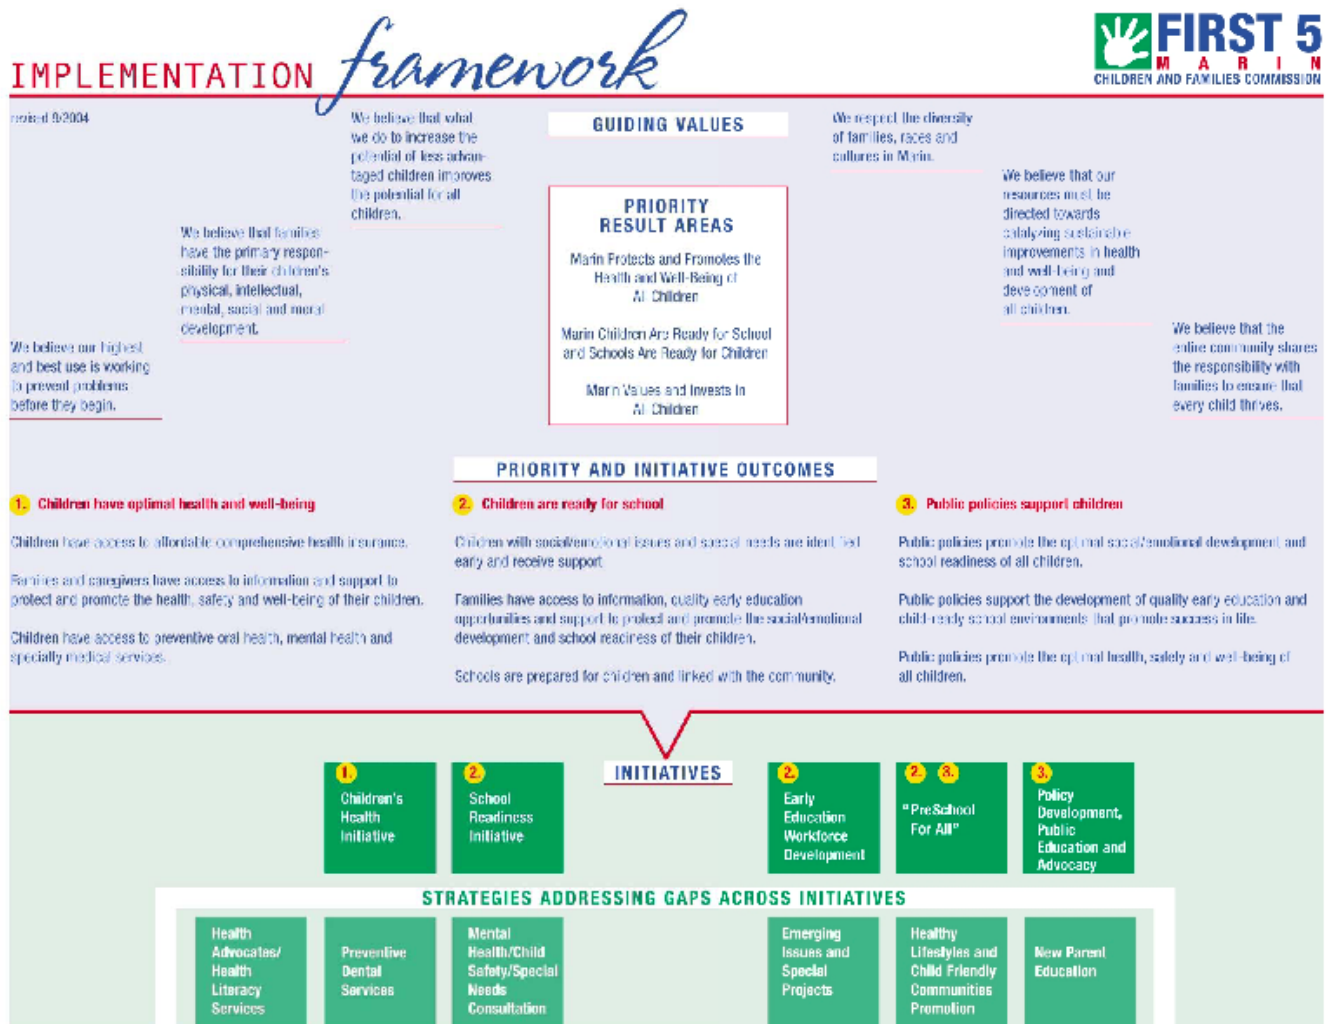 IMPLEMENTATION framework
FIRST 5
MARIN
CHILDREN AND FAMILIES COMMISSION
revised 9/2004
We believe our highest
and best use is working
to prevent problems
before they begin.
We believe that families
have the primary respon-
sibility for their children's
physical, intellectual,
mental, social and moral
development.
We believe that what
we do to increase the
potential of less advan-
taged children improves
the potential for all
children.
GUIDING VALUES
We respect the diversity
of families, races and
cultures in Marin.
We believe that our
resources must be
directed towards
catalyzing sustainable
improvements in health
and well-being and
development of
all children.
We believe that the
entire community shares
the responsibility with
families to ensure that
every child thrives.
PRIORITY
RESULT AREAS
Marin Protects and Promotes the
Health and Well-Being of
All Children
Marin Children Are Ready for School
and Schools Are Ready for Children
Marin Values and Invests in
All Children
PRIORITY AND INITIATIVE OUTCOMES
1. Children have optimal health and well-being
Children have access to affordable comprehensive health insurance.
Families and caregivers have access to information and support to
protect and promote the health, safety and well-being of their children.
Children have access to preventive oral health, mental health and
specialty medical services.
2. Children are ready for school
Children with social/emotional issues and special needs are identified
early and receive support
Families have access to information, quality early education
opportunities and support to protect and promote the social/emotional
development and school readiness of their children.
Schools are prepared for children and linked with the community.
3. Public policies support children
Public policies promote the optimal social/emotional development and
school readiness of all children.
Public policies support the development of quality early education and
child-ready school environments that promote success in life.
Public policies promote the optimal health, safety and well-being of
all children.
INITIATIVES
1.
Children's
Health
Initiative
2.
School
Readiness
Initiative
2.
Early
Education
Workforce
Development
2. 3.
"PreSchool
For All"
3.
Policy
Development,
Public
Education and
Advocacy
STRATEGIES ADDRESSING GAPS ACROSS INITIATIVES
Health
Advocates/
Health
Literacy
Services
Preventive
Dental
Services
Mental
Health/Child
Safety/Special
Needs
Consultation
Emerging
Issues and
Special
Projects
Healthy
Lifestyles and
Child Friendly
Communities
Promotion
New Parent
Education